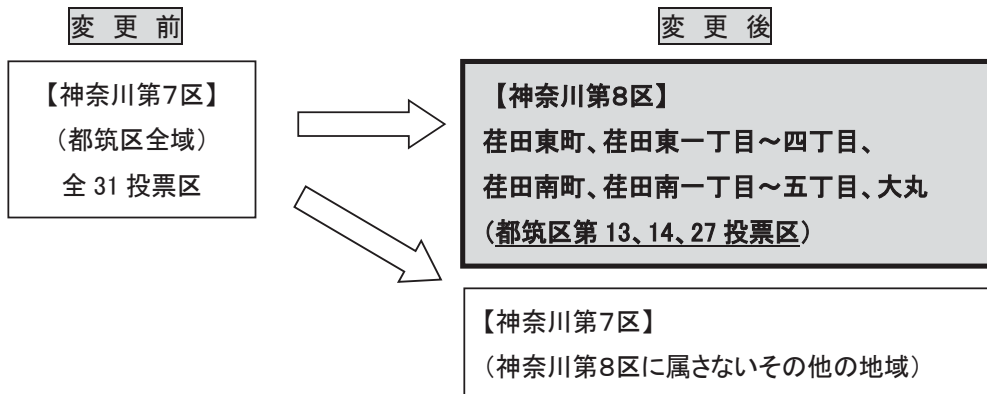 変更前
【神奈川第7区】
(都筑区全域)
全 31 投票区
変更後
【神奈川第8区】
荏田東町、荏田東一丁目～四丁目、
荏田南町、荏田南一丁目～五丁目、大丸
(都筑区第 13、14、27 投票区)
【神奈川第7区】
(神奈川第8区に属さないその他の地域)